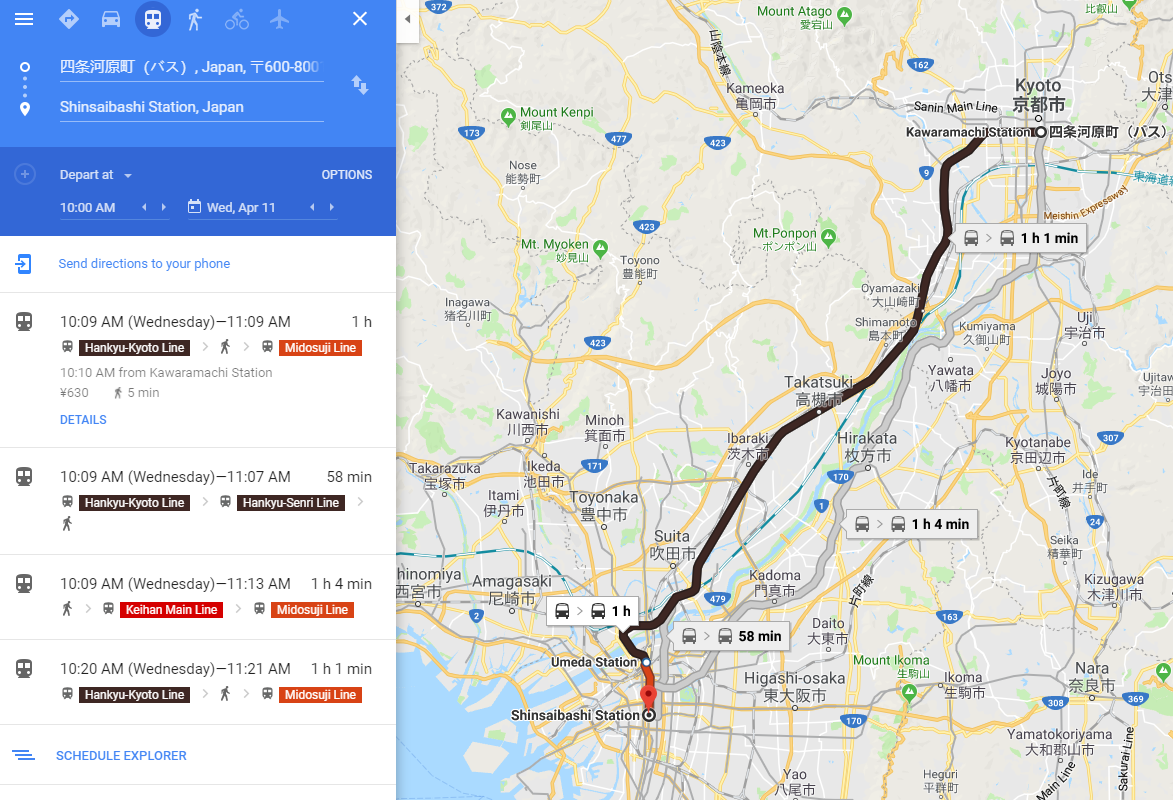 四条河原町（バス）, Japan, 〒600-800
Shinsaibashi Station, Japan
Depart at
OPTIONS
10:00 AM
Wed, Apr 11
Send directions to your phone
10:09 AM (Wednesday)—11:09 AM 1 h
Hankyu-Kyoto Line Midosuji Line
10:10 AM from Kawaramachi Station
¥630 5 min
DETAILS
10:09 AM (Wednesday)—11:07 AM 58 min
Hankyu-Kyoto Line Hankyu-Senri Line
10:09 AM (Wednesday)—11:13 AM 1 h 4 min
Keihan Main Line Midosuji Line
10:20 AM (Wednesday)—11:21 AM 1 h 1 min
Hankyu-Kyoto Line Midosuji Line
SCHEDULE EXPLORER
372
Mount Atago
愛宕山
比叡山
山陰本線
162
Kameoka
亀岡市
Kyoto
京都市
Ots
大津
Sanin Main Line
Mount Kenpi
剣尾山
173
477
423
Kawaramachi Station
四条河原町（バス）
Nose
能勢町
9
東海道新
Meishin Expressway
423
Mt.Ponpon
ポンポン山
1 h 1 min
Mt. Myoken
妙見山
Toyono
豊能町
Oyamazaki
大山崎町
Inagawa
猪名川町
Shimamoto
島本町
Kumiyama
久御山町
Uji
宇治市
423
Yawata
八幡市
Joyo
城陽市
Ujitaw
宇治田
Takatsuki
高槻市
Kawanishi
川西市
Minoh
箕面市
Ibaraki
茨木市
Hirakata
枚方市
Kyotanabe
京田辺市
307
171
Takarazuka
宝塚市
Ikeda
池田市
170
Ide
井手町
片町線
Itami
伊丹市
Toyonaka
豊中市
1
24
1 h 4 min
Suita
吹田市
Seika
精華町
hinomiya
西宮市
Amagasaki
尼崎市
Kadoma
門真市
片町線
Kizugawa
木津川市
479
1 h
2
Daito
大東市
163
58 min
Umeda Station
Mount Ikoma
生駒山
Nara
奈良市
Higashi-osaka
東大阪市
Ikoma
生駒市
308
369
Shinsaibashi Station
170
Yamatokoriyama
大和郡山市
Sakurai Line
Yao
八尾市
Heguri
平群町
Main Line